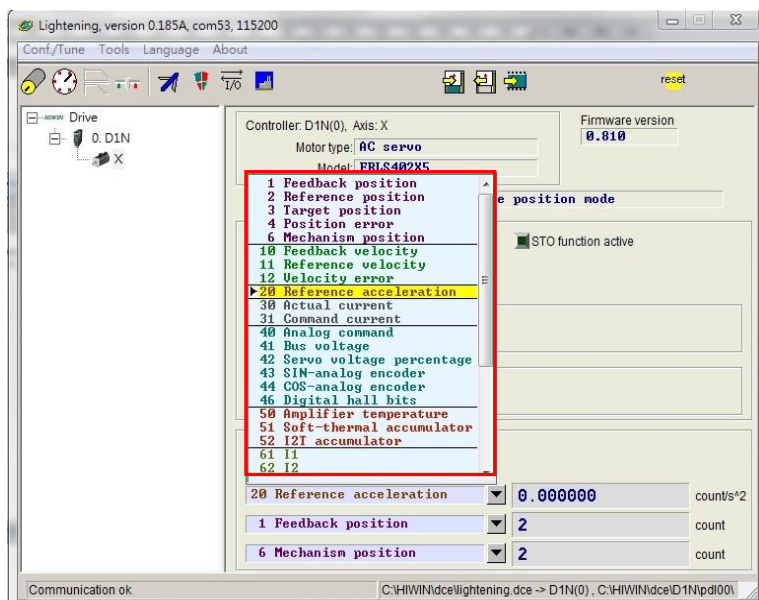 Lightening, version 0.185A, com53, 115200
Conf./Tune Tools Language About
I/O
reset
HIWIN Drive
0. D1N
X
Controller: D1N(0), Axis: X
Firmware version
0.810
Motor type: AC servo
Model: FRLS402X5
e position mode
STO function active
1 Feedback position
2 Reference position
3 Target position
4 Position error
6 Mechanism position
10 Feedback velocity
11 Reference velocity
12 Velocity error
20 Reference acceleration
30 Actual current
31 Command current
40 Analog command
41 Bus voltage
42 Servo voltage percentage
43 SIN-analog encoder
44 COS-analog encoder
46 Digital hall bits
50 Amplifier temperature
51 Soft-thermal accumulator
52 I2T accumulator
61 I1
62 I2
20 Reference acceleration 0.000000 count/s^2
1 Feedback position 2 count
6 Mechanism position 2 count
Communication ok C:\HIWIN\dce\lightening.dce -> D1N(0) , C:\HIWIN\dce\D1N\pdl00\